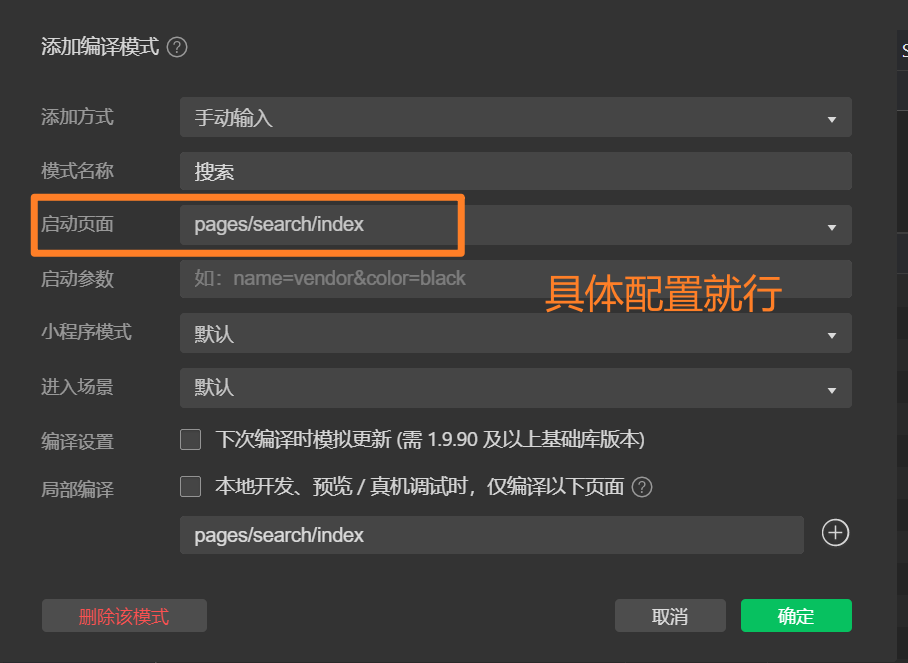 添加编译模式 ?
S
添加方式 手动输入
模式名称 搜索
启动页面 pages/search/index
启动参数 如：name=vendor&color=black
具体配置就行
小程序模式 默认
进入场景 默认
编译设置 下次编译时模拟更新 (需 1.9.90 及以上基础库版本)
局部编译 本地开发、预览 / 真机调试时，仅编译以下页面 ?
pages/search/index
删除该模式 取消 确定